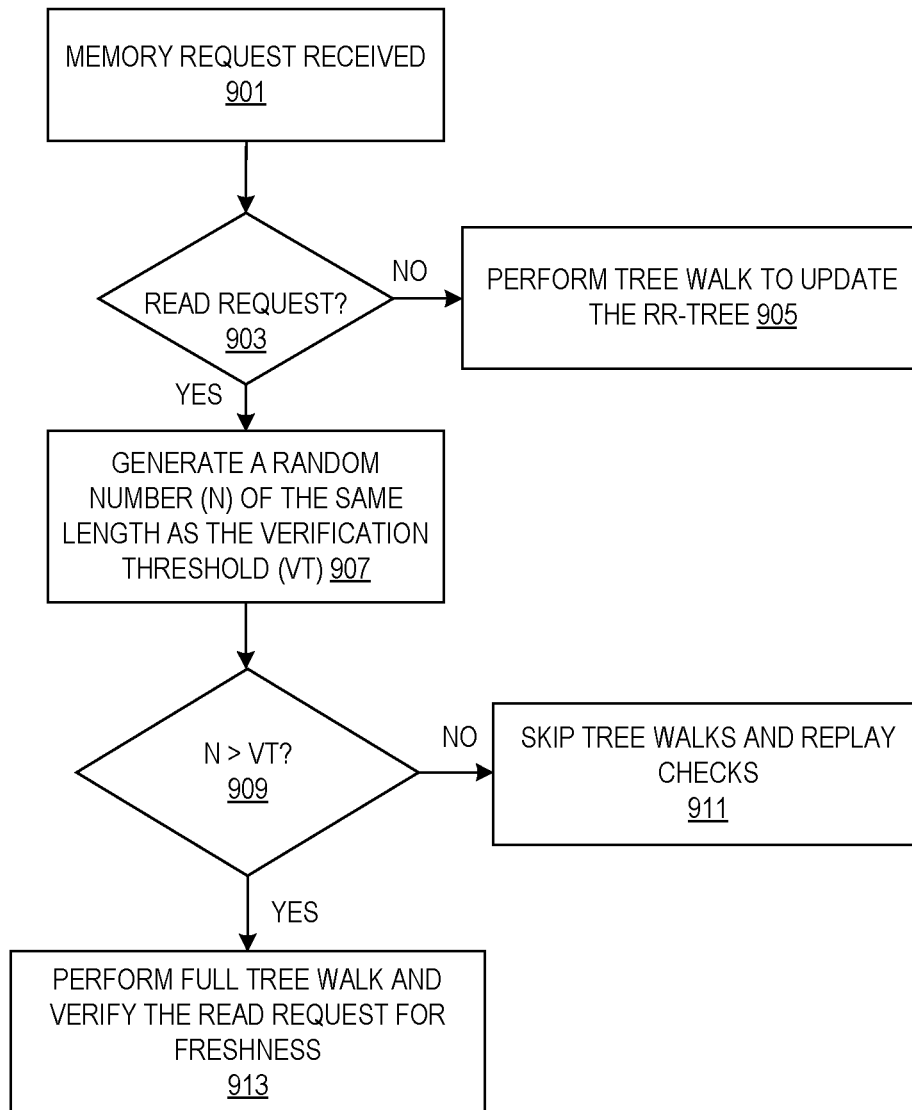 MEMORY REQUEST RECEIVED
901
READ REQUEST?
903
NO
PERFORM TREE WALK TO UPDATE
THE RR-TREE 905
YES
GENERATE A RANDOM
NUMBER (N) OF THE SAME
LENGTH AS THE VERIFICATION
THRESHOLD (VT) 907
N > VT?
909
NO
SKIP TREE WALKS AND REPLAY
CHECKS
911
YES
PERFORM FULL TREE WALK AND
VERIFY THE READ REQUEST FOR
FRESHNESS
913